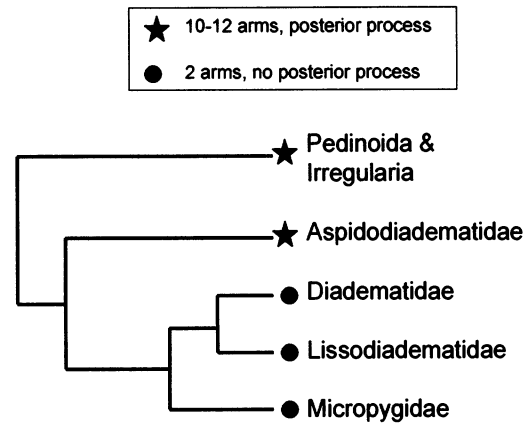 10-12 arms, posterior process
2 arms, no posterior process
Pedinoida &
Irregularia
Aspidodiadematidae
Diadematidae
Lissodiadematidae
Micropygidae